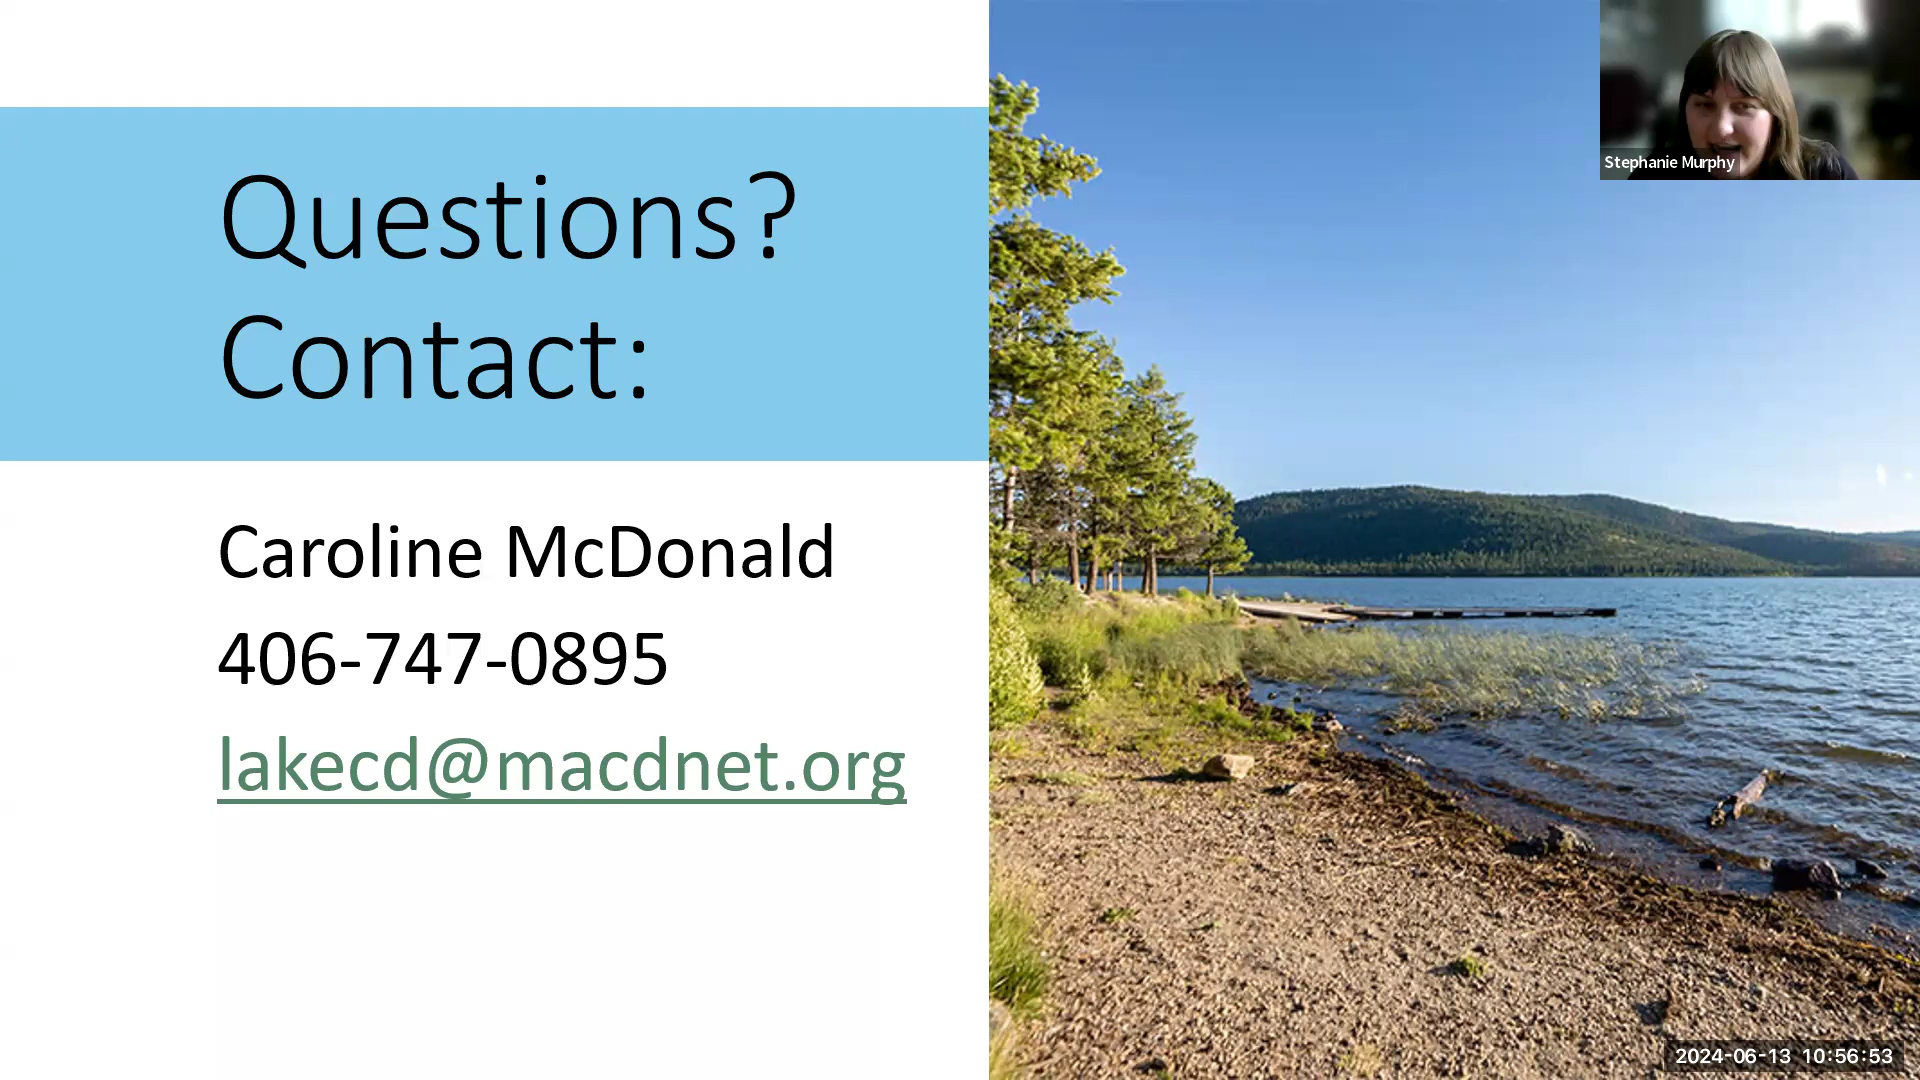 Questions?
Contact:
Caroline McDonald
406-747-0895
lakecd@macdnet.org
Stephanie Murphy
2024-06-13 10:56:53